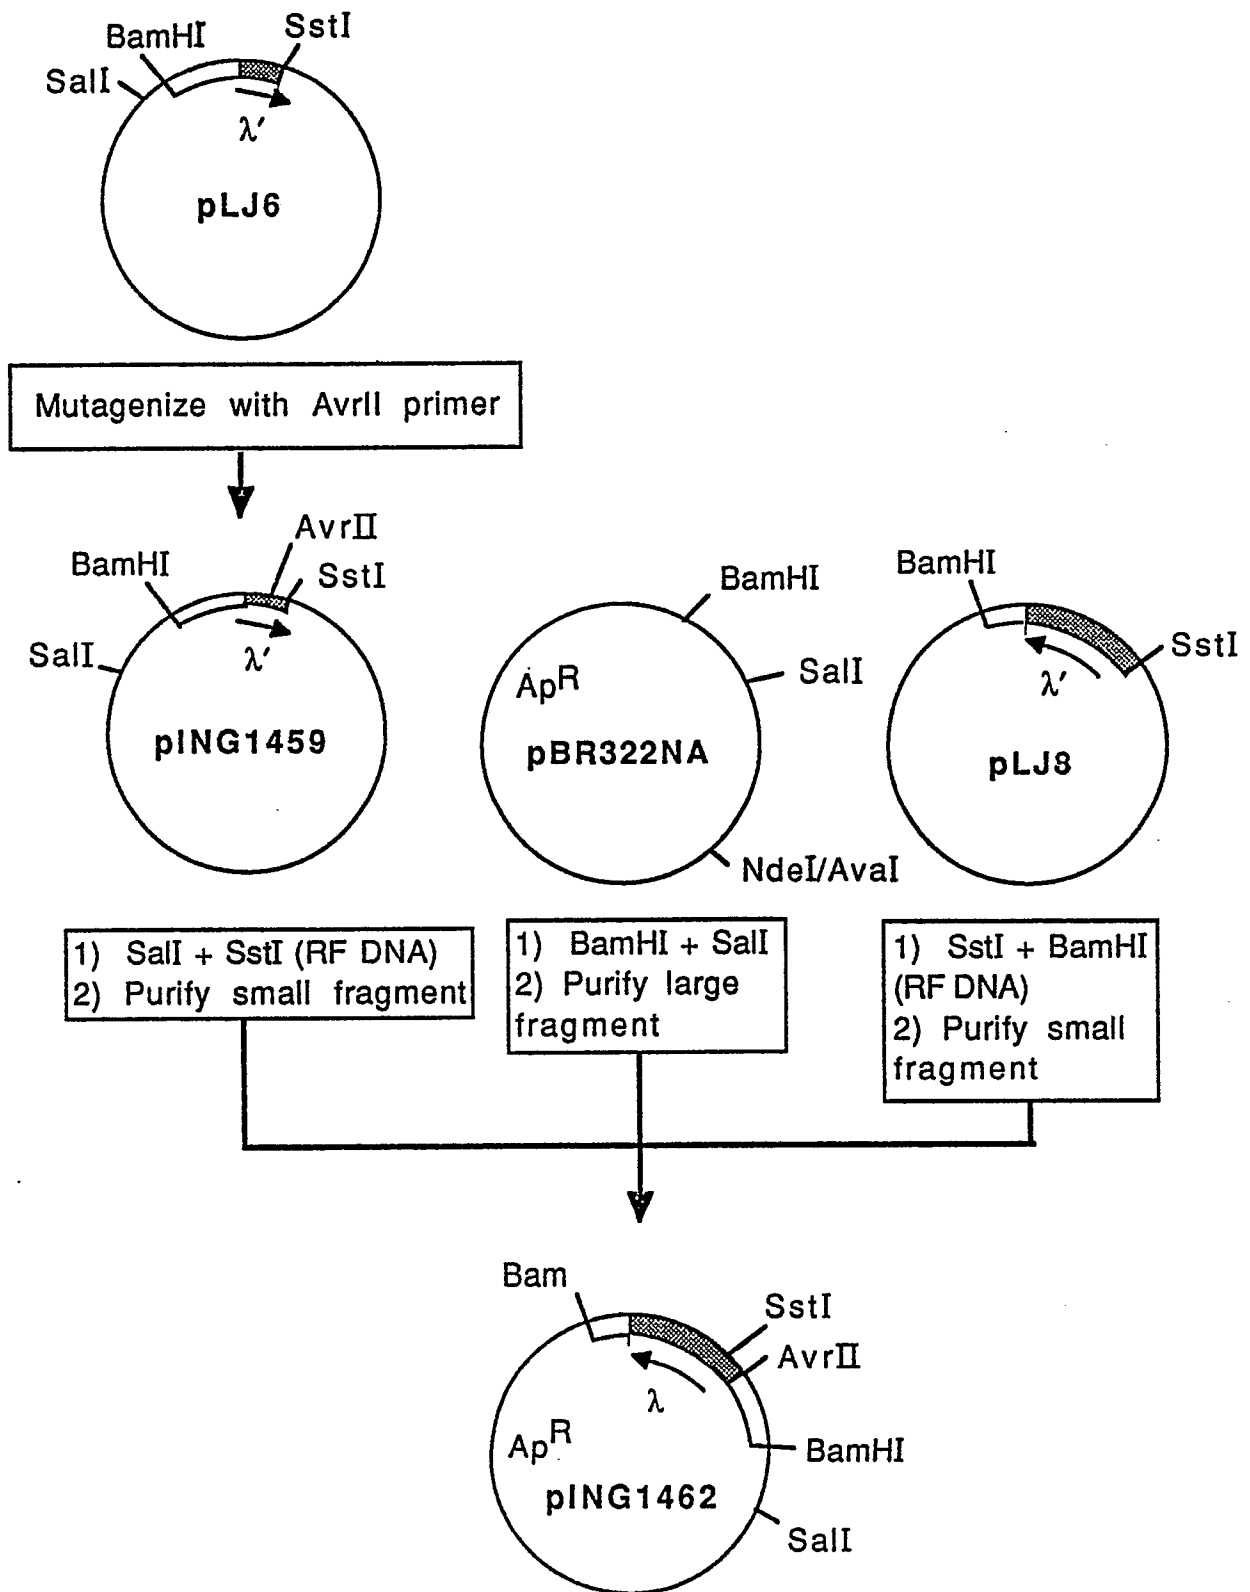 BamHI
SstI
SalI
λ′
pLJ6
Mutagenize with AvrII primer
AvrII
BamHI
SstI
SalI
λ′
pING1459
BamHI
SalI
ApR
pBR322NA
NdeI/AvaI
BamHI
SstI
λ′
pLJ8
1) SalI + SstI (RF DNA)
2) Purify small fragment
1) BamHI + SalI
2) Purify large
fragment
1) SstI + BamHI
(RF DNA)
2) Purify small
fragment
Bam
SstI
AvrII
λ
ApR
BamHI
pING1462
SalI